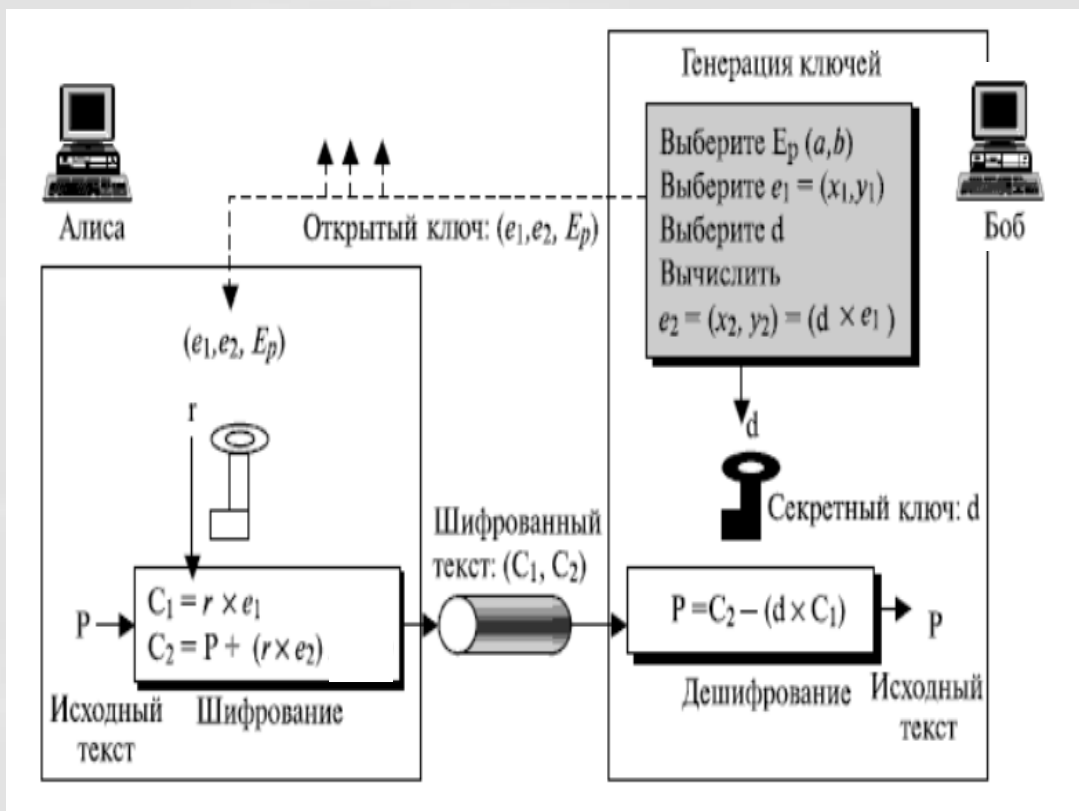 Генерация ключей
Алиса
Боб
Выберите Eₚ (a,b)
Выберите e₁ = (x₁,y₁)
Выберите d
Вычислить
e₂ = (x₂, y₂) = (d × e₁ )
Открытый ключ: (e₁,e₂, Eₚ)
(e₁,e₂, Eₚ)
r
d
Секретный ключ: d
Шифрованный
текст: (C₁, C₂)
P
C₁ = r × e₁
C₂ = P + (r × e₂)
P = C₂ – (d × C₁)
P
Исходный
текст
Шифрование
Дешифрование
Исходный
текст